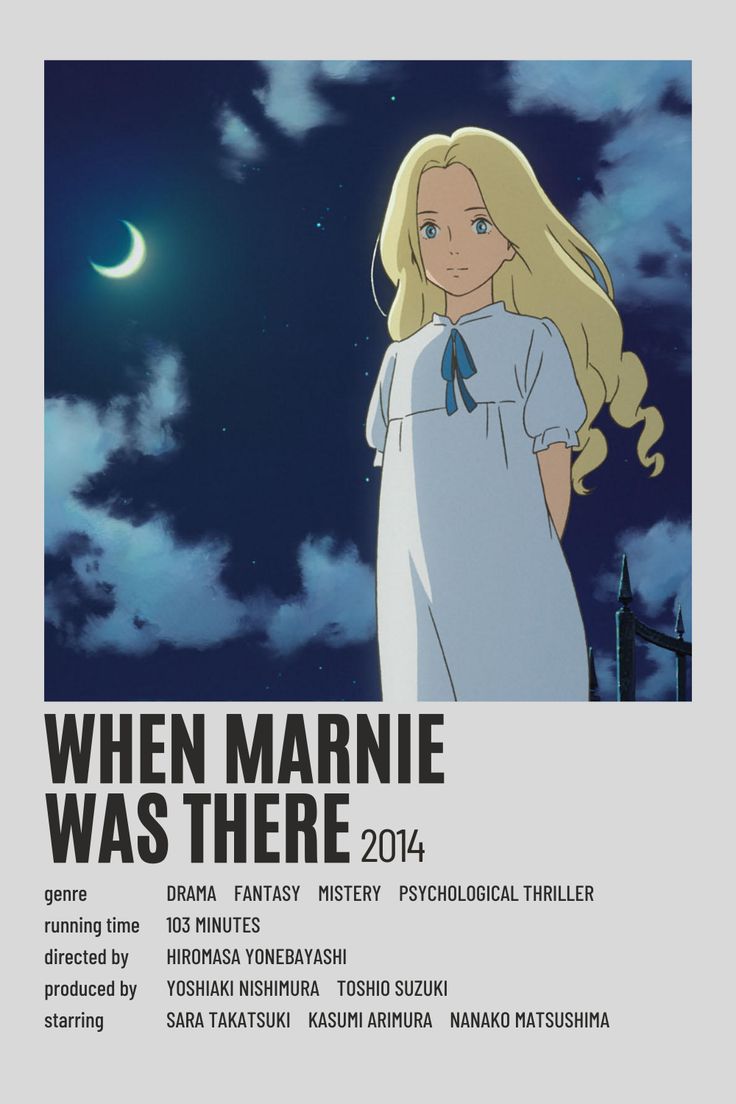 WHEN MARNIE
WAS THERE 2014
genre DRAMA FANTASY MISTERY PSYCHOLOGICAL THRILLER
running time 103 MINUTES
directed by HIROMASA YONEBAYASHI
produced by YOSHIAKI NISHIMURA TOSHIO SUZUKI
starring SARA TAKATSUKI KASUMI ARIMURA NANAKO MATSUSHIMA